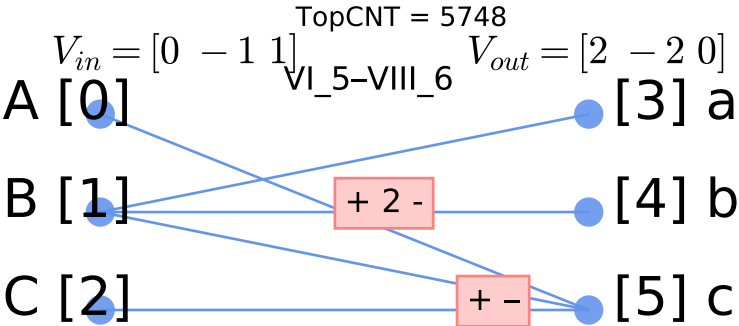 TopCNT = 5748
V_in = [0 −1 1] V_out = [2 −2 0]
VI_5–VIII_6
A [0] [3] a
B [1] + 2 - [4] b
C [2] + – [5] c